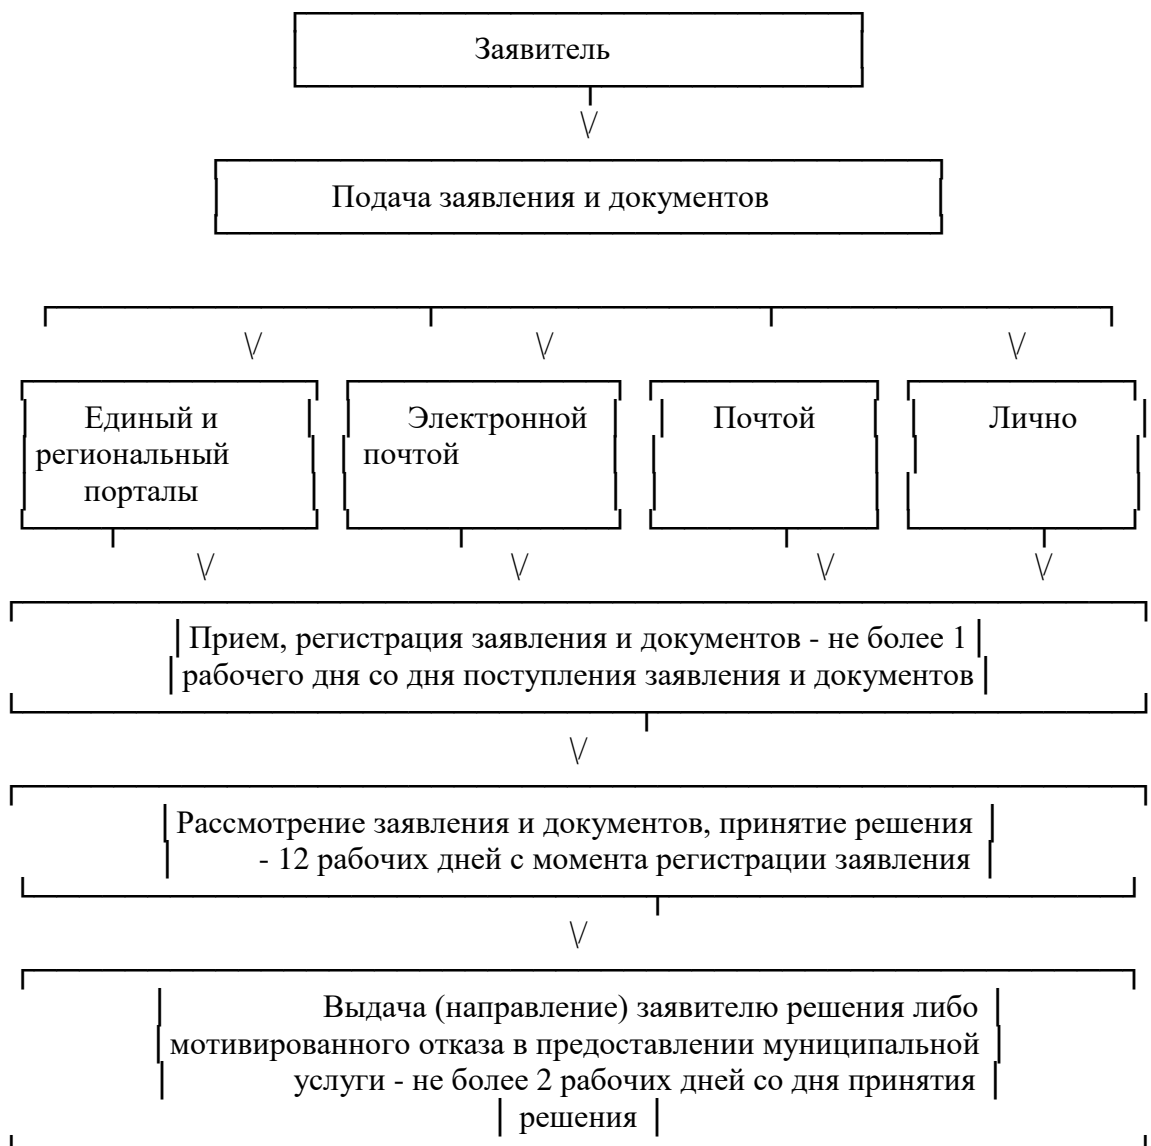 Заявитель
Подача заявления и документов
Единый и
региональный
порталы
Электронной
почтой
Почтой
Лично
Прием, регистрация заявления и документов - не более 1
рабочего дня со дня поступления заявления и документов
Рассмотрение заявления и документов, принятие решения
- 12 рабочих дней с момента регистрации заявления
Выдача (направление) заявителю решения либо
мотивированного отказа в предоставлении муниципальной
услуги - не более 2 рабочих дней со дня принятия
решения